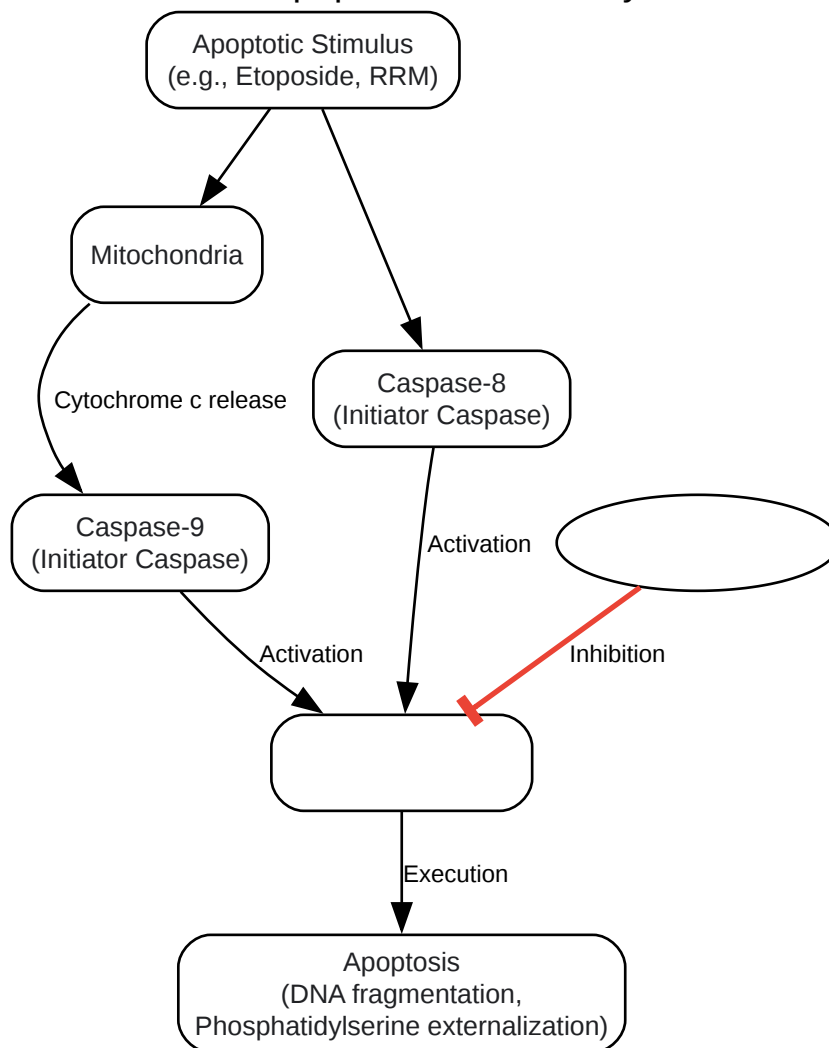 Apoptotic Stimulus
(e.g., Etoposide, RRM)
Mitochondria
Cytochrome c release
Caspase-8
(Initiator Caspase)
Caspase-9
(Initiator Caspase)
Activation
Activation
Inhibition
Execution
Apoptosis
(DNA fragmentation,
Phosphatidylserine externalization)